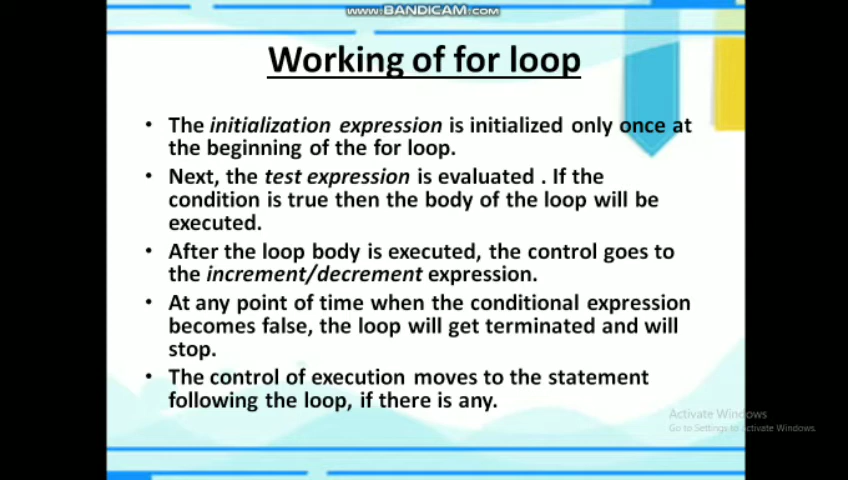 www.BANDICAM.com
Working of for loop
• The initialization expression is initialized only once at
the beginning of the for loop.
• Next, the test expression is evaluated . If the
condition is true then the body of the loop will be
executed.
• After the loop body is executed, the control goes to
the increment/decrement expression.
• At any point of time when the conditional expression
becomes false, the loop will get terminated and will
stop.
• The control of execution moves to the statement
following the loop, if there is any.
Activate Windows
Go to Settings to activate Windows.